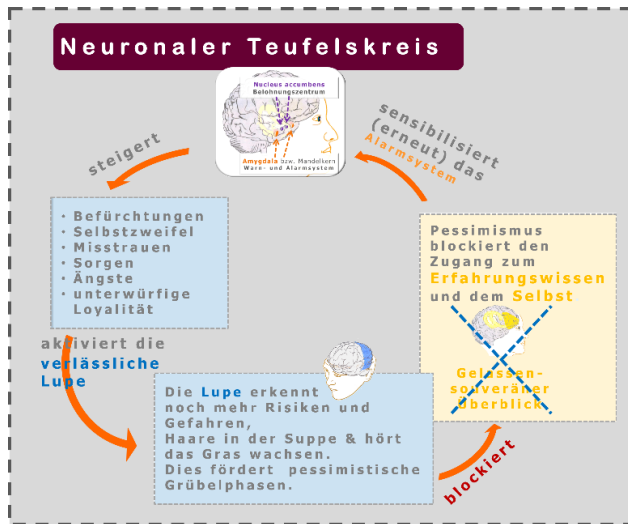 Neuronaler Teufelskreis
Nucleus accumbens
Belohnungszentrum
Amygdala bzw. Mandelkern
Warn- und Alarmsystem
steigert
· Befürchtungen
· Selbstzweifel
· Misstrauen
· Sorgen
· Ängste
· unterwürfige
Loyalität
aktiviert die
verlässliche
Lupe
Die Lupe erkennt
noch mehr Risiken und
Gefahren,
Haare in der Suppe & hört
das Gras wachsen.
Dies fördert pessimistische
Grübelphasen.
blockiert
Pessimismus
blockiert den
Zugang zum
Erfahrungswissen
und dem Selbst
Gelassen-
souveräner
Überblick
sensibilisiert
(erneut) das
Alarmsystem